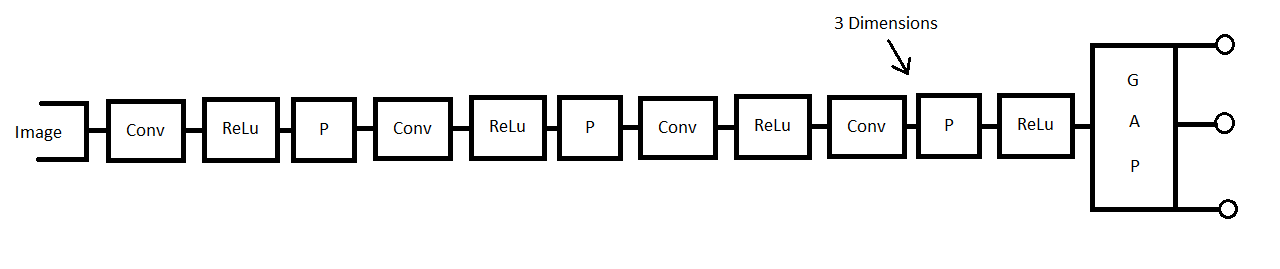 3 Dimensions
Image
Conv
ReLu
P
Conv
ReLu
P
Conv
ReLu
Conv
P
ReLu
G
A
P